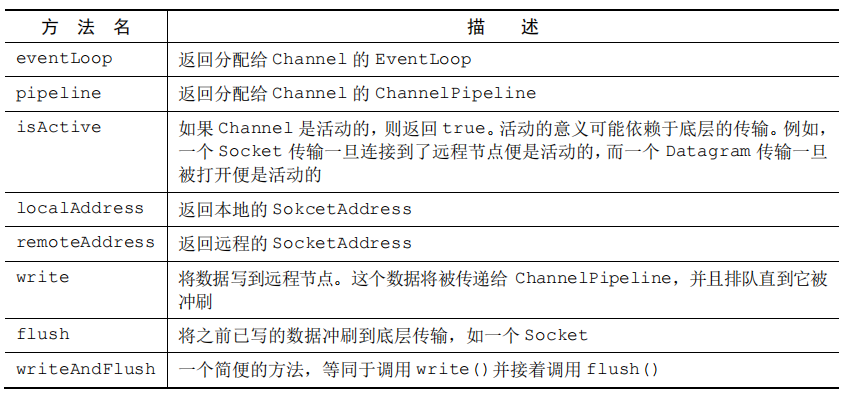 方 法 名 描 述
eventLoop 返回分配给 Channel 的 EventLoop
pipeline 返回分配给 Channel 的 ChannelPipeline
isActive 如果 Channel 是活动的，则返回 true。活动的意义可能依赖于底层的传输。例如，
一个 Socket 传输一旦连接到了远程节点便是活动的，而一个 Datagram 传输一旦
被打开便是活动的
localAddress 返回本地的 SokcetAddress
remoteAddress 返回远程的 SocketAddress
write 将数据写到远程节点。这个数据将被传递给 ChannelPipeline，并且排队直到它被
冲刷
flush 将之前已写的数据冲刷到底层传输，如一个 Socket
writeAndFlush 一个简便的方法，等同于调用 write()并接着调用 flush()